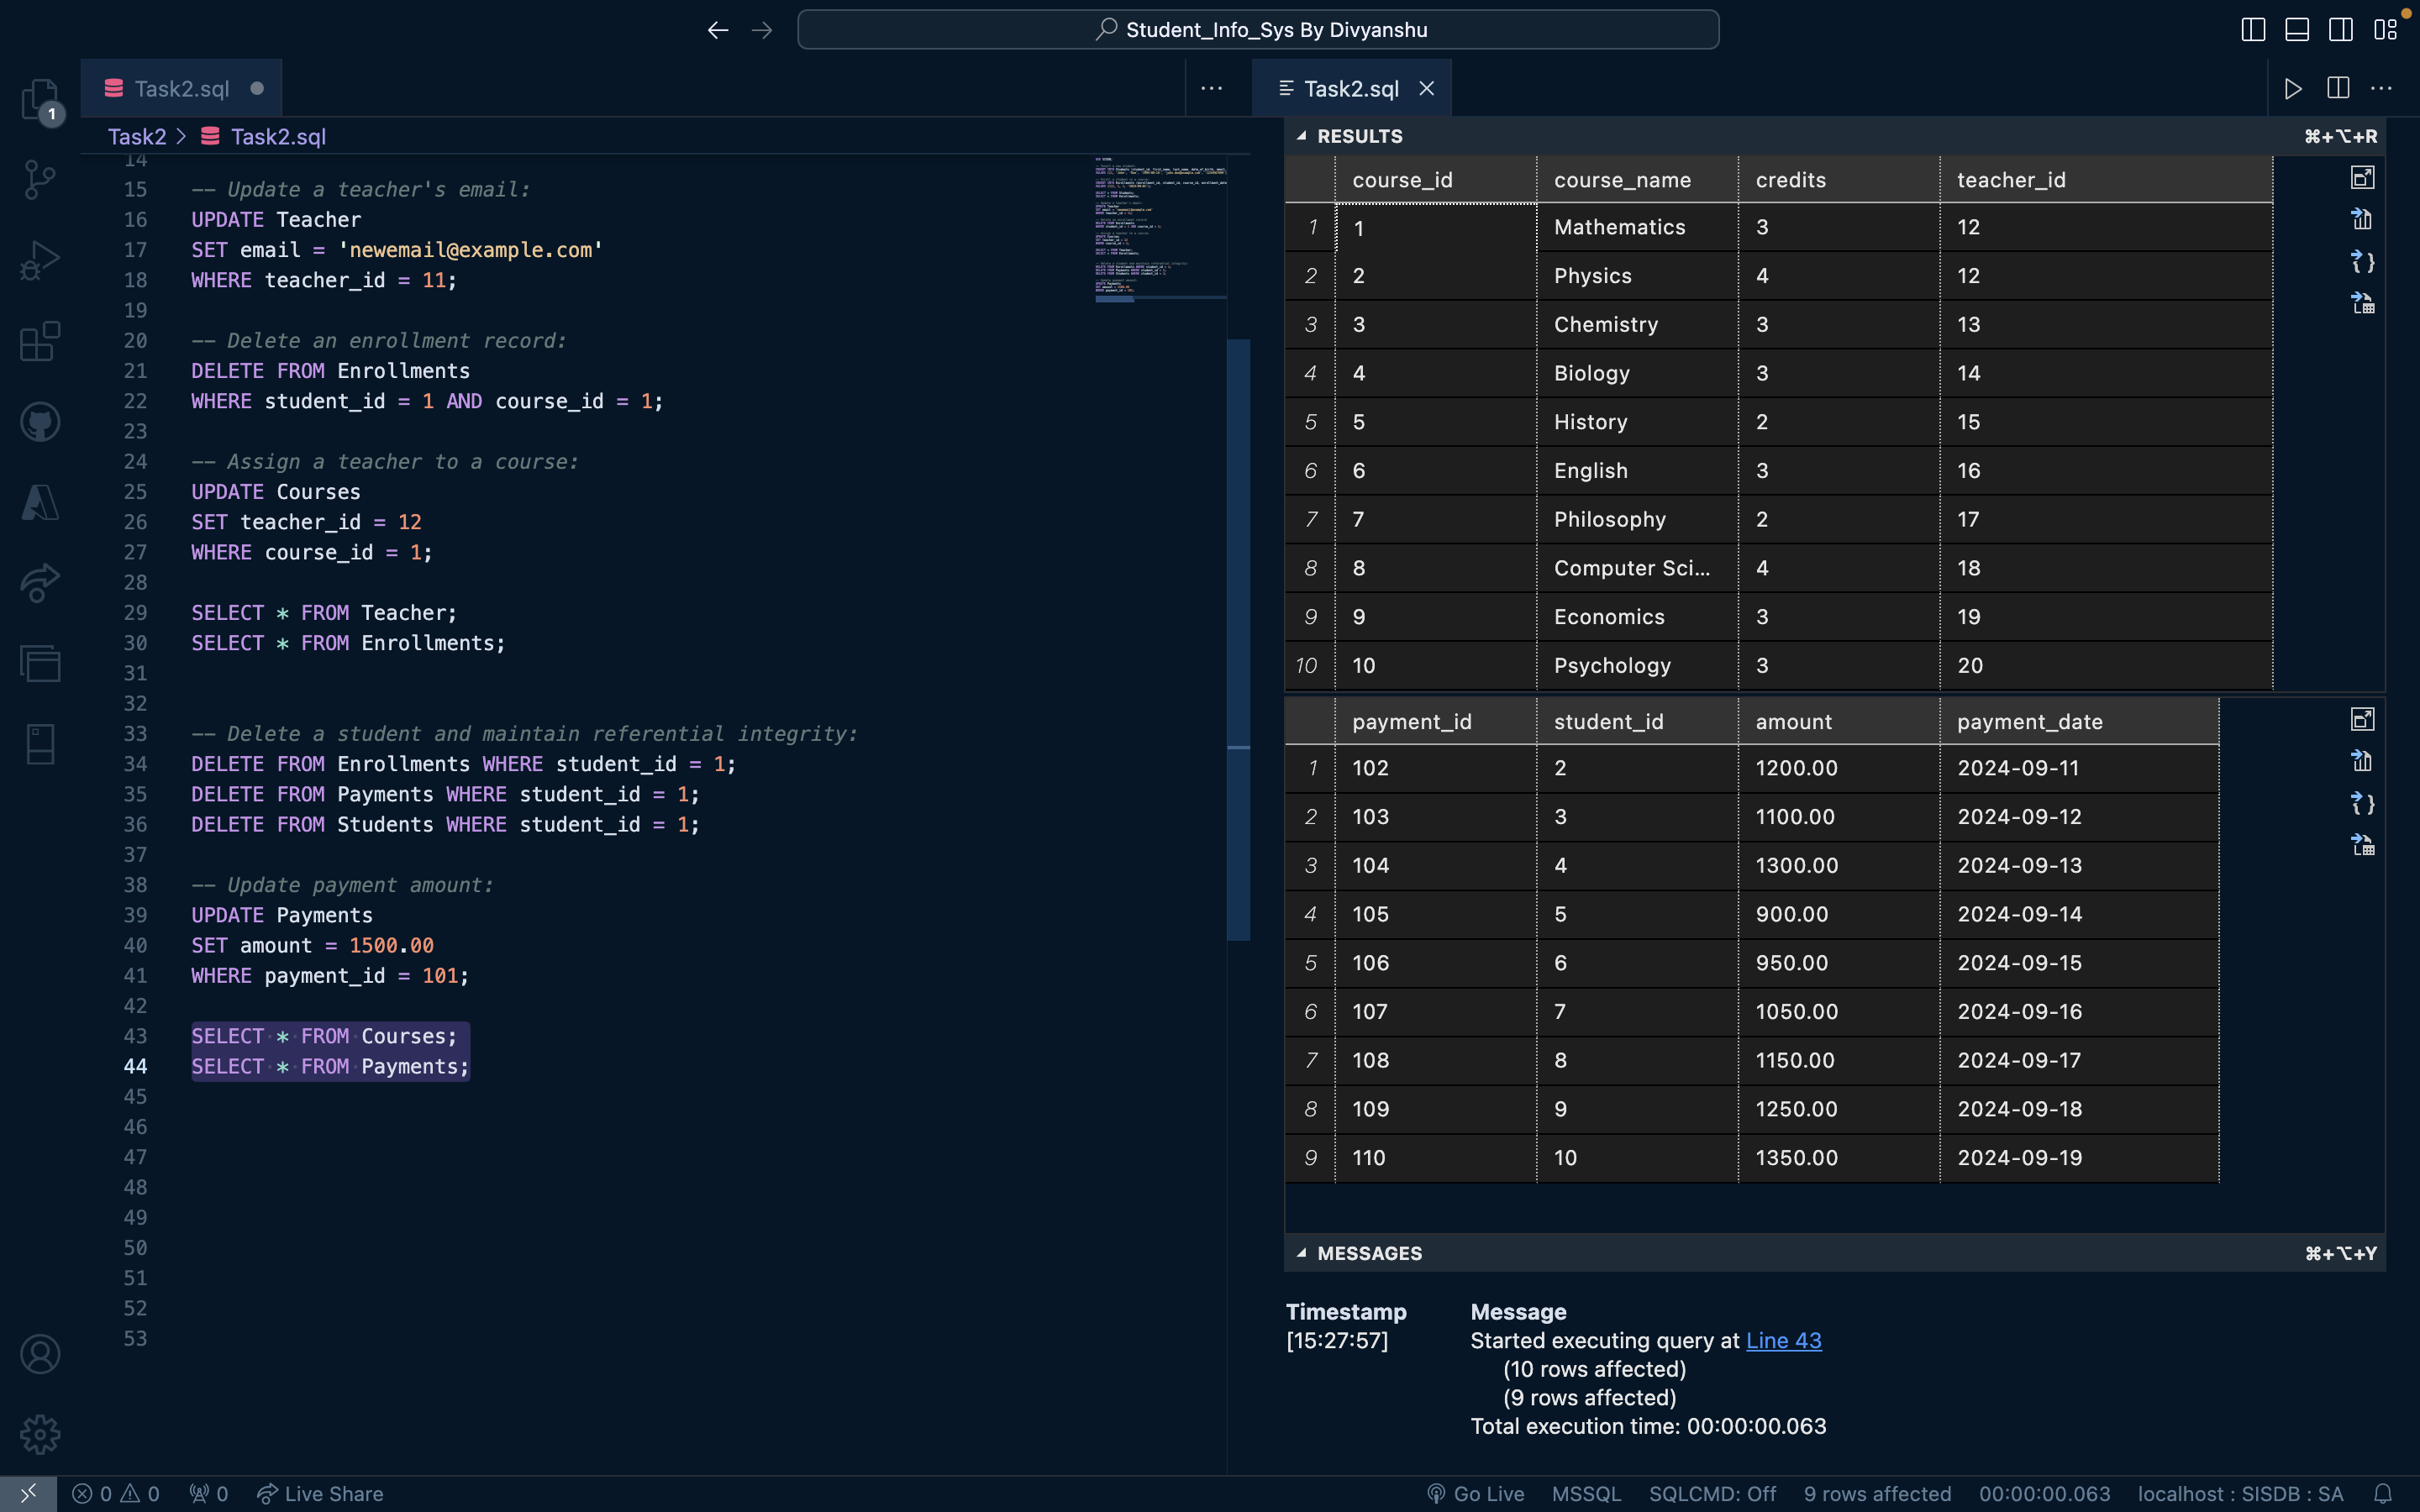 Student_Info_Sys By Divyanshu
1
Task2.sql
Task2 > Task2.sql
14
15 -- Update a teacher's email:
16 UPDATE Teacher
17 SET email = 'newemail@example.com'
18 WHERE teacher_id = 11;
19
20 -- Delete an enrollment record:
21 DELETE FROM Enrollments
22 WHERE student_id = 1 AND course_id = 1;
23
24 -- Assign a teacher to a course:
25 UPDATE Courses
26 SET teacher_id = 12
27 WHERE course_id = 1;
28
29 SELECT * FROM Teacher;
30 SELECT * FROM Enrollments;
31
32
33 -- Delete a student and maintain referential integrity:
34 DELETE FROM Enrollments WHERE student_id = 1;
35 DELETE FROM Payments WHERE student_id = 1;
36 DELETE FROM Students WHERE student_id = 1;
37
38 -- Update payment amount:
39 UPDATE Payments
40 SET amount = 1500.00
41 WHERE payment_id = 101;
42
43 SELECT * FROM Courses;
44 SELECT * FROM Payments;
45
46
47
48
49
50
51
52
53
Task2.sql
RESULTS ⌘+⌥+R
course_id course_name credits teacher_id
1 1 Mathematics 3 12
2 2 Physics 4 12
3 3 Chemistry 3 13
4 4 Biology 3 14
5 5 History 2 15
6 6 English 3 16
7 7 Philosophy 2 17
8 8 Computer Sci... 4 18
9 9 Economics 3 19
10 10 Psychology 3 20
payment_id student_id amount payment_date
1 102 2 1200.00 2024-09-11
2 103 3 1100.00 2024-09-12
3 104 4 1300.00 2024-09-13
4 105 5 900.00 2024-09-14
5 106 6 950.00 2024-09-15
6 107 7 1050.00 2024-09-16
7 108 8 1150.00 2024-09-17
8 109 9 1250.00 2024-09-18
9 110 10 1350.00 2024-09-19
MESSAGES ⌘+⌥+Y
Timestamp Message
[15:27:57] Started executing query at Line 43
(10 rows affected)
(9 rows affected)
Total execution time: 00:00:00.063
0 0 0 Live Share Go Live MSSQL SQLCMD: Off 9 rows affected 00:00:00.063 localhost : SISDB : SA